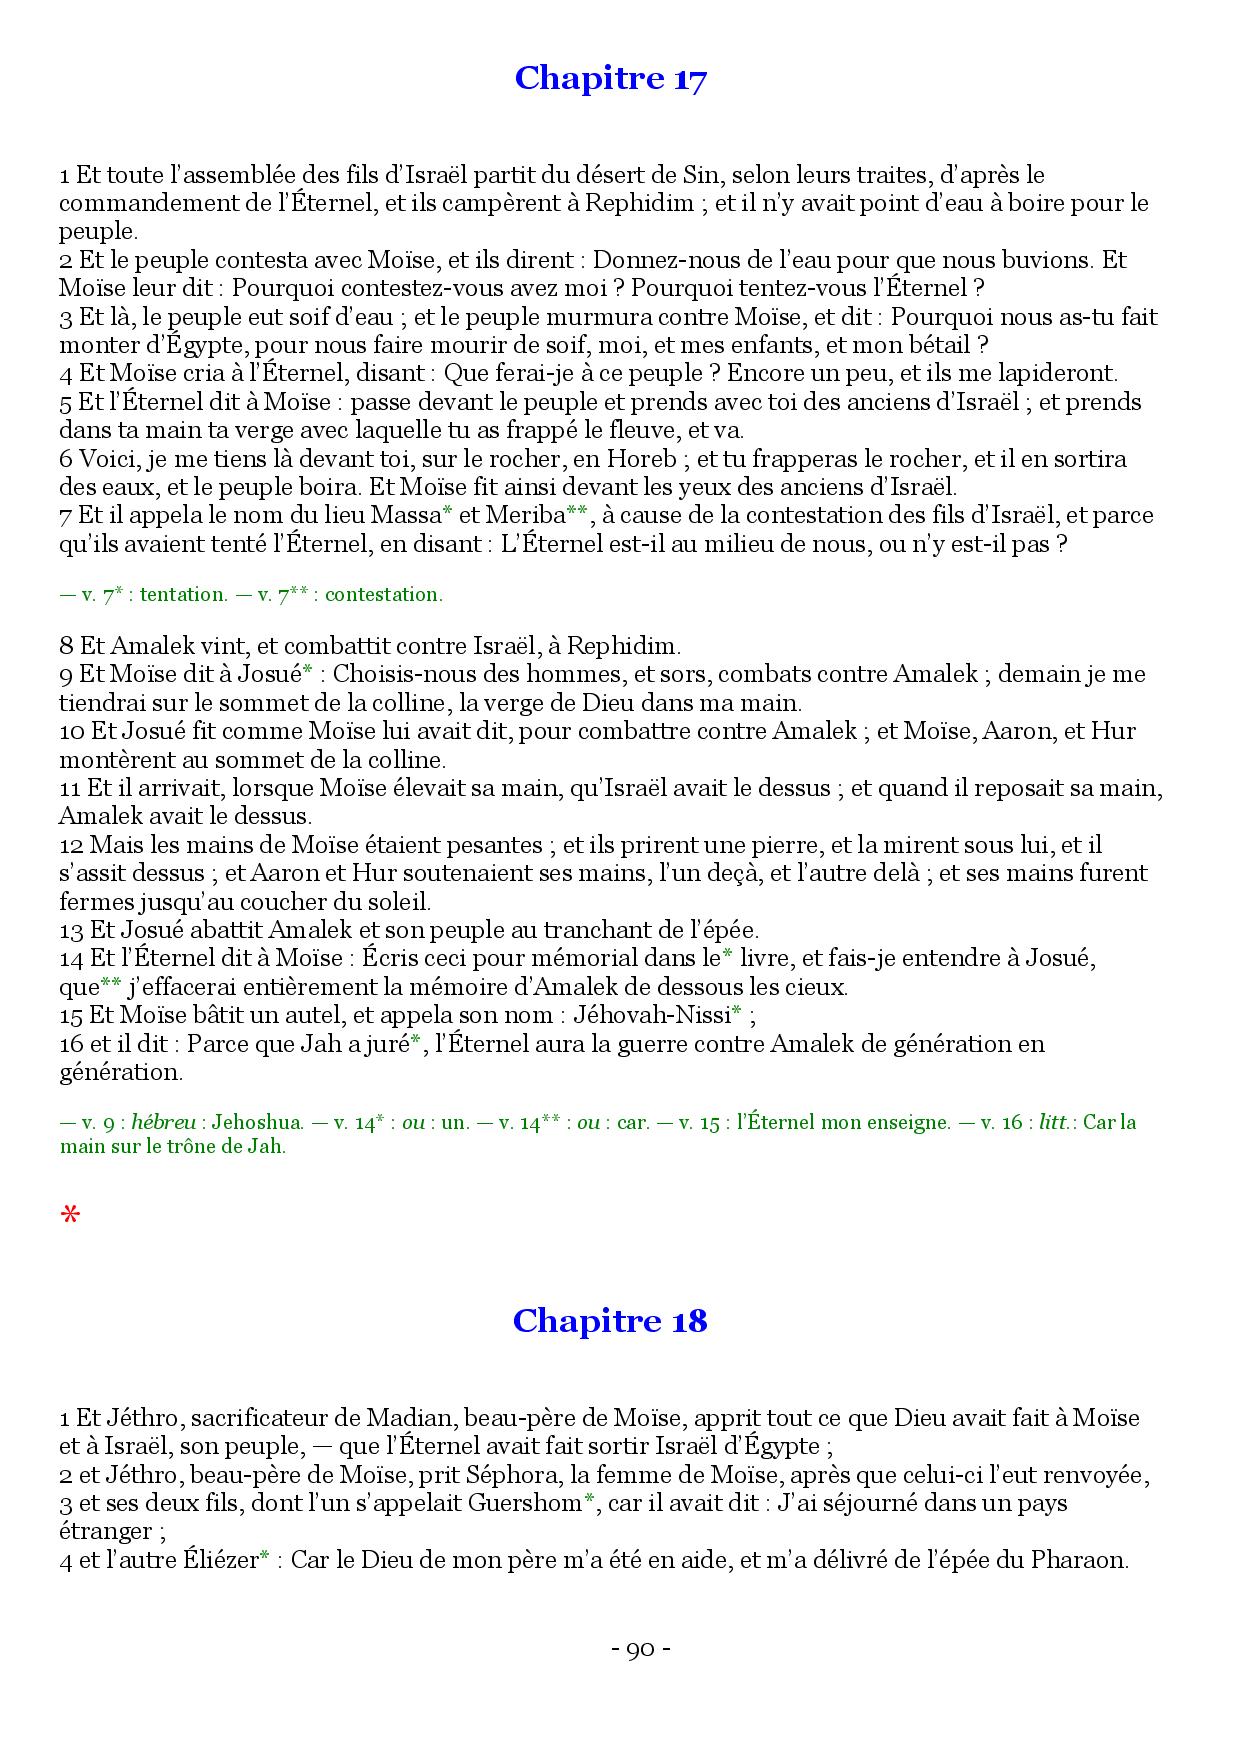 Chapitre 17
1 Et toute l’assemblée des fils d’Israël partit du désert de Sin, selon leurs traites, d’après le
commandement de l’Éternel, et ils campèrent à Rephidim ; et il n’y avait point d’eau à boire pour le
peuple.
2 Et le peuple contesta avec Moïse, et ils dirent : Donnez-nous de l’eau pour que nous buvions. Et
Moïse leur dit : Pourquoi contestez-vous avez moi ? Pourquoi tentez-vous l’Éternel ?
3 Et là, le peuple eut soif d’eau ; et le peuple murmura contre Moïse, et dit : Pourquoi nous as-tu fait
monter d’Égypte, pour nous faire mourir de soif, moi, et mes enfants, et mon bétail ?
4 Et Moïse cria à l’Éternel, disant : Que ferai-je à ce peuple ? Encore un peu, et ils me lapideront.
5 Et l’Éternel dit à Moïse : passe devant le peuple et prends avec toi des anciens d’Israël ; et prends
dans ta main ta verge avec laquelle tu as frappé le fleuve, et va.
6 Voici, je me tiens là devant toi, sur le rocher, en Horeb ; et tu frapperas le rocher, et il en sortira
des eaux, et le peuple boira. Et Moïse fit ainsi devant les yeux des anciens d’Israël.
7 Et il appela le nom du lieu Massa* et Meriba**, à cause de la contestation des fils d’Israël, et parce
qu’ils avaient tenté l’Éternel, en disant : L’Éternel est-il au milieu de nous, ou n’y est-il pas ?
— v. 7* : tentation. — v. 7** : contestation.
8 Et Amalek vint, et combattit contre Israël, à Rephidim.
9 Et Moïse dit à Josué* : Choisis-nous des hommes, et sors, combats contre Amalek ; demain je me
tiendrai sur le sommet de la colline, la verge de Dieu dans ma main.
10 Et Josué fit comme Moïse lui avait dit, pour combattre contre Amalek ; et Moïse, Aaron, et Hur
montèrent au sommet de la colline.
11 Et il arrivait, lorsque Moïse élevait sa main, qu’Israël avait le dessus ; et quand il reposait sa main,
Amalek avait le dessus.
12 Mais les mains de Moïse étaient pesantes ; et ils prirent une pierre, et la mirent sous lui, et il
s’assit dessus ; et Aaron et Hur soutenaient ses mains, l’un deçà, et l’autre delà ; et ses mains furent
fermes jusqu’au coucher du soleil.
13 Et Josué abattit Amalek et son peuple au tranchant de l’épée.
14 Et l’Éternel dit à Moïse : Écris ceci pour mémorial dans le* livre, et fais-je entendre à Josué,
que** j’effacerai entièrement la mémoire d’Amalek de dessous les cieux.
15 Et Moïse bâtit un autel, et appela son nom : Jéhovah-Nissi* ;
16 et il dit : Parce que Jah a juré*, l’Éternel aura la guerre contre Amalek de génération en
génération.
— v. 9 : hébreu : Jehoshua. — v. 14* : ou : un. — v. 14** : ou : car. — v. 15 : l’Éternel mon enseigne. — v. 16 : litt.: Car la
main sur le trône de Jah.
*
Chapitre 18
1 Et Jéthro, sacrificateur de Madian, beau-père de Moïse, apprit tout ce que Dieu avait fait à Moïse
et à Israël, son peuple, — que l’Éternel avait fait sortir Israël d’Égypte ;
2 et Jéthro, beau-père de Moïse, prit Séphora, la femme de Moïse, après que celui-ci l’eut renvoyée,
3 et ses deux fils, dont l’un s’appelait Guershom*, car il avait dit : J’ai séjourné dans un pays
étranger ;
4 et l’autre Éliézer* : Car le Dieu de mon père m’a été en aide, et m’a délivré de l’épée du Pharaon.
- 90 -